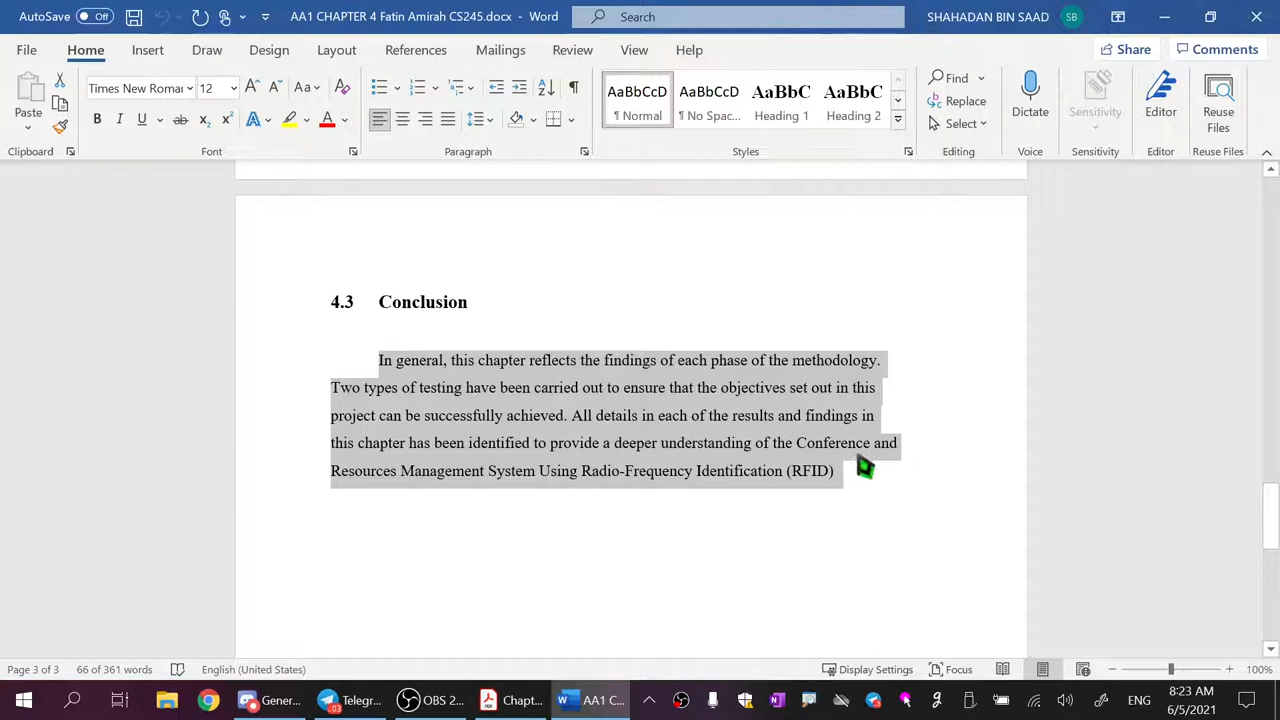 AutoSave Off AA1 CHAPTER 4 Fatin Amirah CS245.docx - Word Search SHAHADAN BIN SAAD SB
File Home Insert Draw Design Layout References Mailings Review View Help Share Comments
Times New Roman 12 Aa AaBbCcD AaBbCcD AaBbC AaBbC Find
Paste B I U ab x₂ x² A A ¶ Normal ¶ No Spac... Heading 1 Heading 2 Replace Select Dictate Sensitivity Editor Reuse Files
Clipboard Font Paragraph Styles Editing Voice Sensitivity Editor Reuse Files
4.3 Conclusion
In general, this chapter reflects the findings of each phase of the methodology.
Two types of testing have been carried out to ensure that the objectives set out in this
project can be successfully achieved. All details in each of the results and findings in
this chapter has been identified to provide a deeper understanding of the Conference and
Resources Management System Using Radio-Frequency Identification (RFID)
Page 3 of 3 66 of 361 words English (United States) Display Settings Focus 100%
Gener... Telegr... OBS 2... Chapt... AA1 C... ENG 8:23 AM
6/5/2021